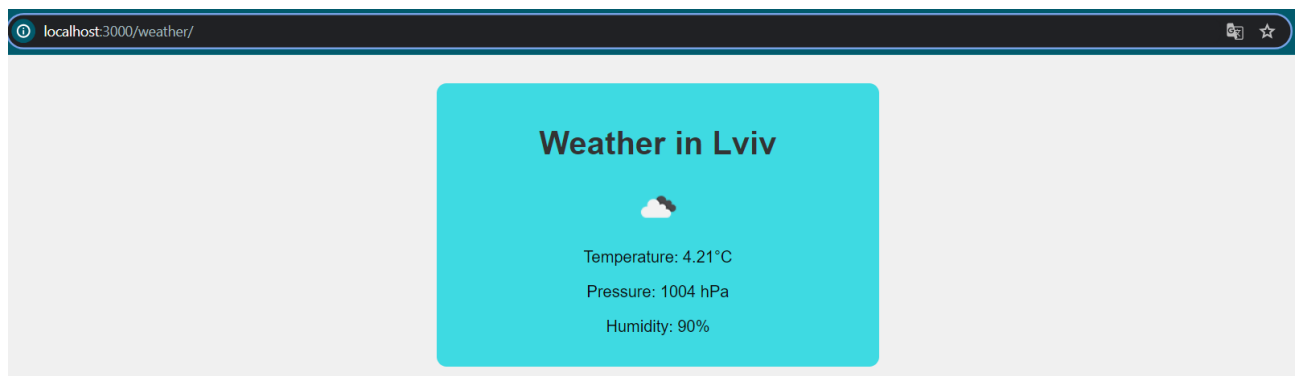 localhost:3000/weather/
Weather in Lviv
Temperature: 4.21°C
Pressure: 1004 hPa
Humidity: 90%